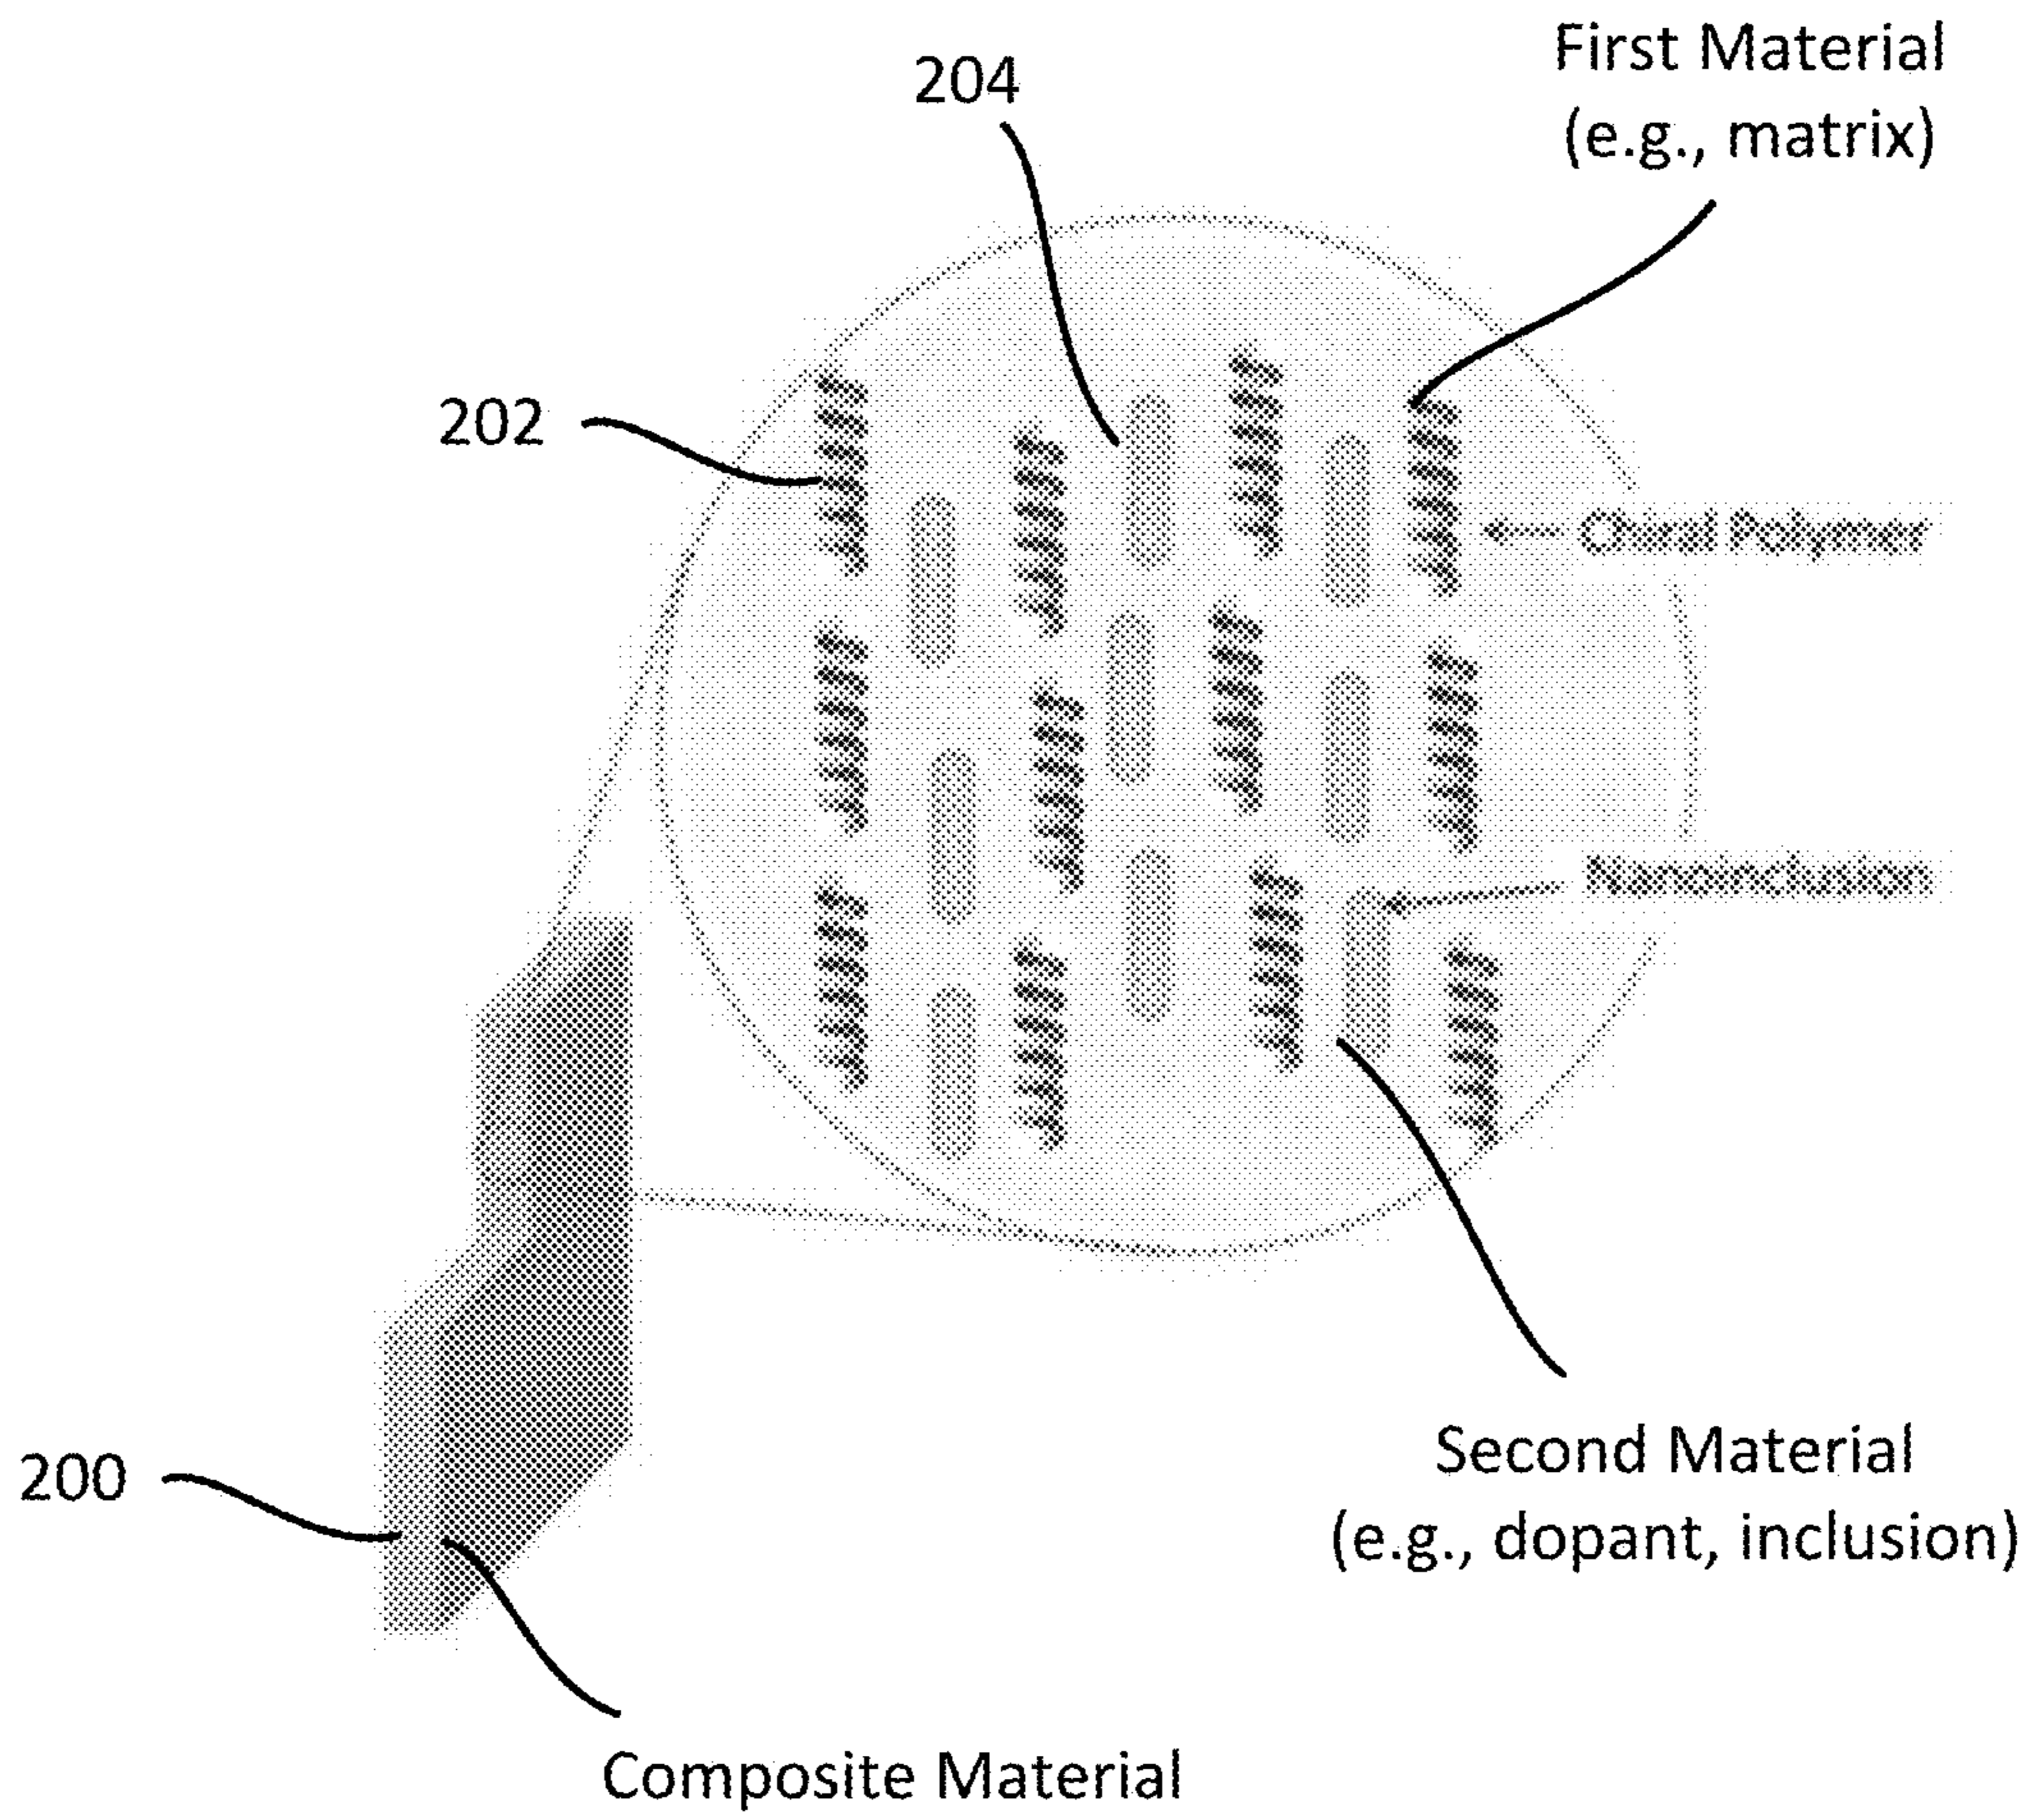 First Material
(e.g., matrix)
204
202
Chiral Polymer
Nanoinclusion
200
Second Material
(e.g., dopant, inclusion)
Composite Material